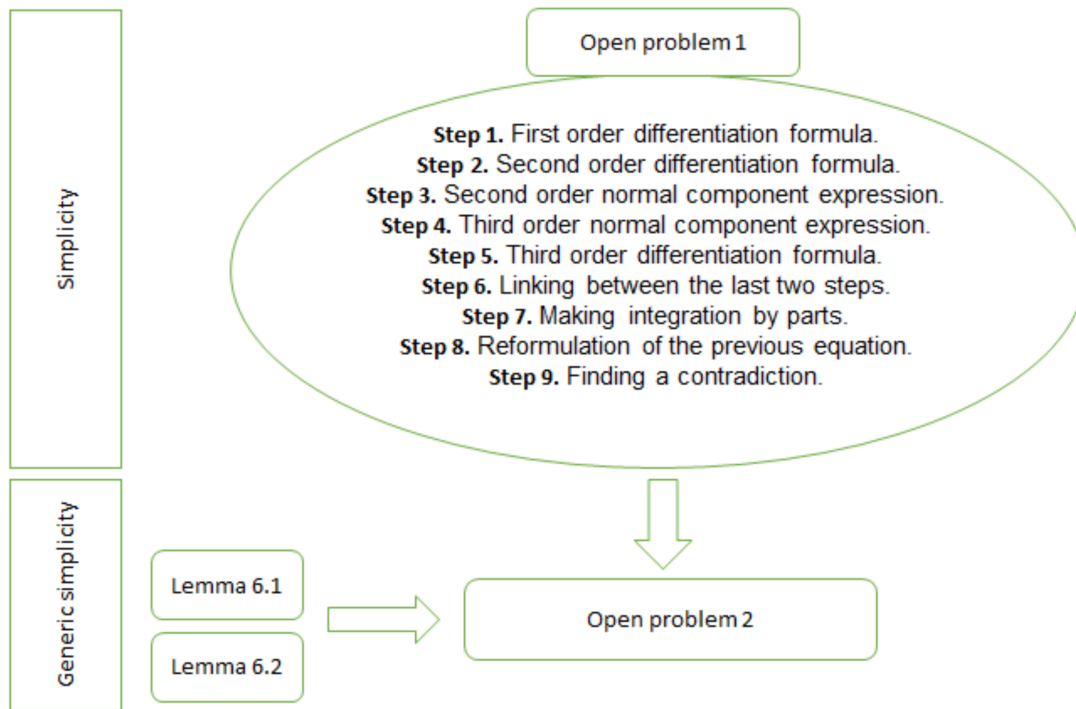 Simplicity
Open problem 1
Step 1. First order differentiation formula.
Step 2. Second order differentiation formula.
Step 3. Second order normal component expression.
Step 4. Third order normal component expression.
Step 5. Third order differentiation formula.
Step 6. Linking between the last two steps.
Step 7. Making integration by parts.
Step 8. Reformulation of the previous equation.
Step 9. Finding a contradiction.
Generic simplicity
Lemma 6.1
Lemma 6.2
Open problem 2